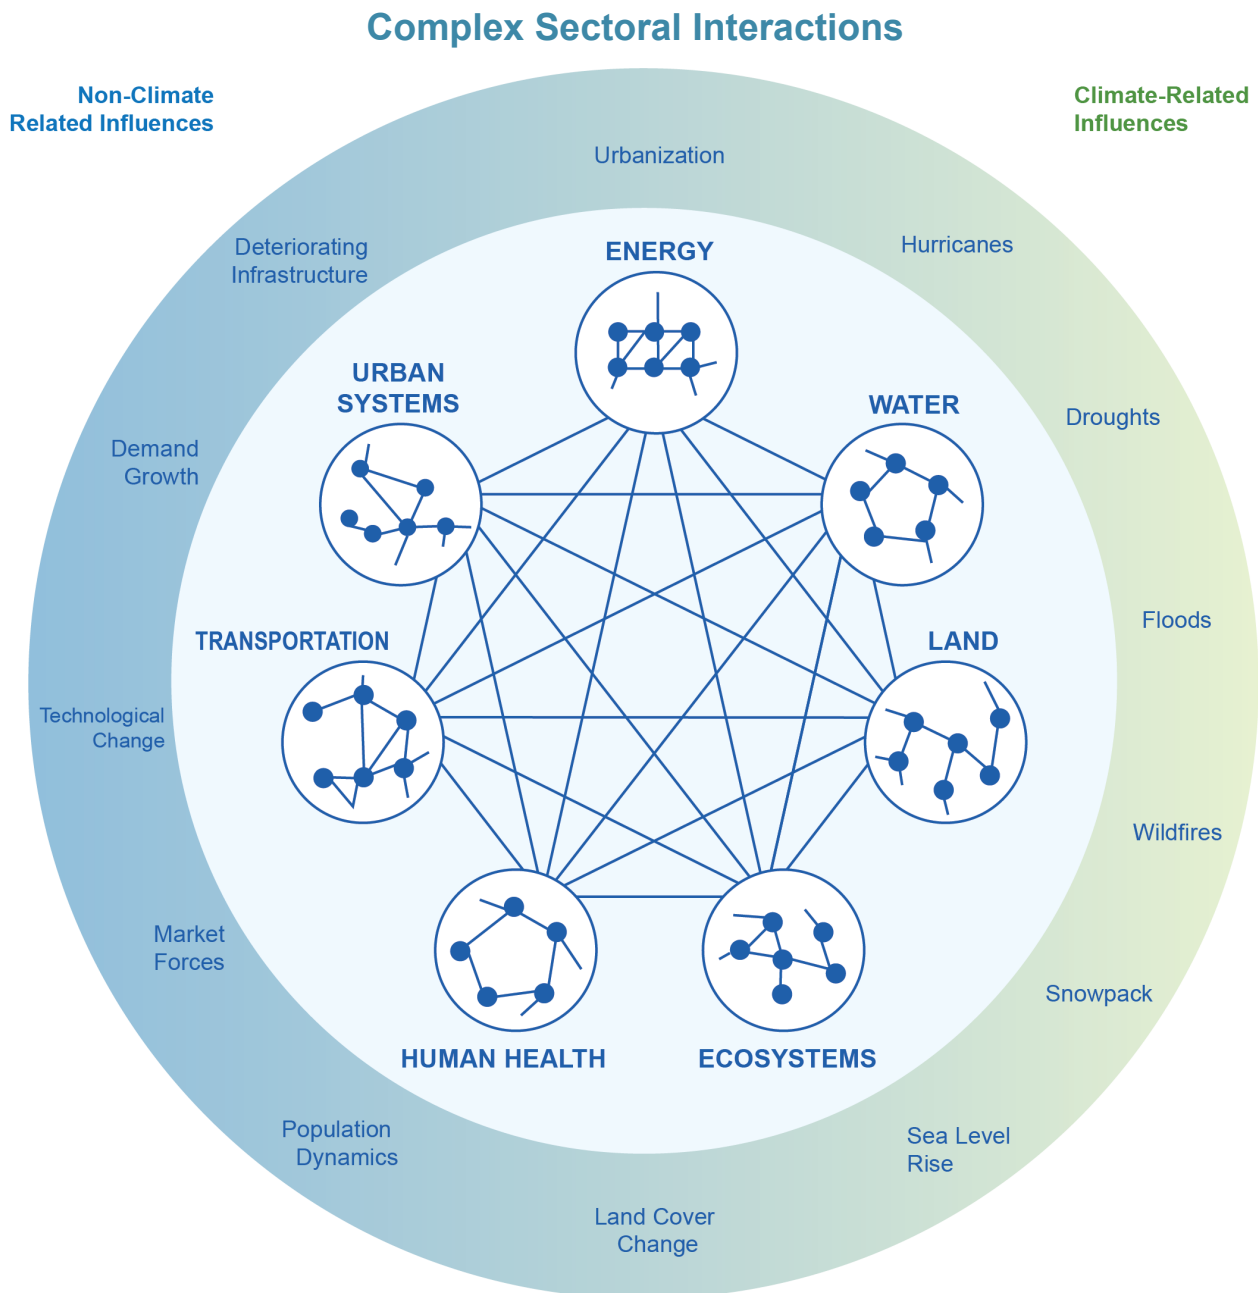 Complex Sectoral Interactions
Non-Climate
Related Influences
Climate-Related
Influences
Urbanization
Deteriorating
Infrastructure
Hurricanes
ENERGY
URBAN
SYSTEMS
WATER
Demand
Growth
Droughts
TRANSPORTATION
LAND
Floods
Technological
Change
Wildfires
Market
Forces
Snowpack
HUMAN HEALTH
ECOSYSTEMS
Population
Dynamics
Sea Level
Rise
Land Cover
Change